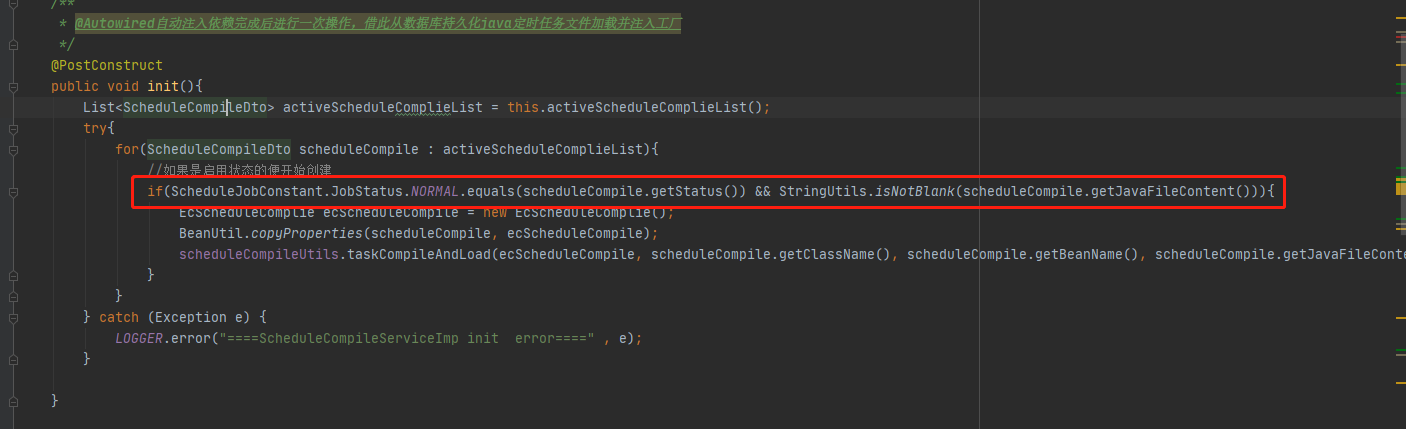 /**
* @Autowired自动注入依赖完成后进行一次操作，借此从数据库持久化java定时任务文件加载并注入工厂
*/
@PostConstruct
public void init(){
List<ScheduleCompileDto> activeScheduleComplieList = this.activeScheduleComplieList();
try{
for(ScheduleCompileDto scheduleCompile : activeScheduleComplieList){
//如果是启用状态的便开始创建
if(ScheduleJobConstant.JobStatus.NORMAL.equals(scheduleCompile.getStatus()) && StringUtils.isNotBlank(scheduleCompile.getJavaFileContent())){
EcScheduleComplie ecScheduleCompile = new EcScheduleComplie();
BeanUtil.copyProperties(scheduleCompile, ecScheduleCompile);
scheduleCompileUtils.taskCompileAndLoad(ecScheduleCompile, scheduleCompile.getClassName(), scheduleCompile.getBeanName(), scheduleCompile.getJavaFileConte
}
}
} catch (Exception e) {
LOGGER.error("====ScheduleCompileServiceImp init  error====" , e);
}
}